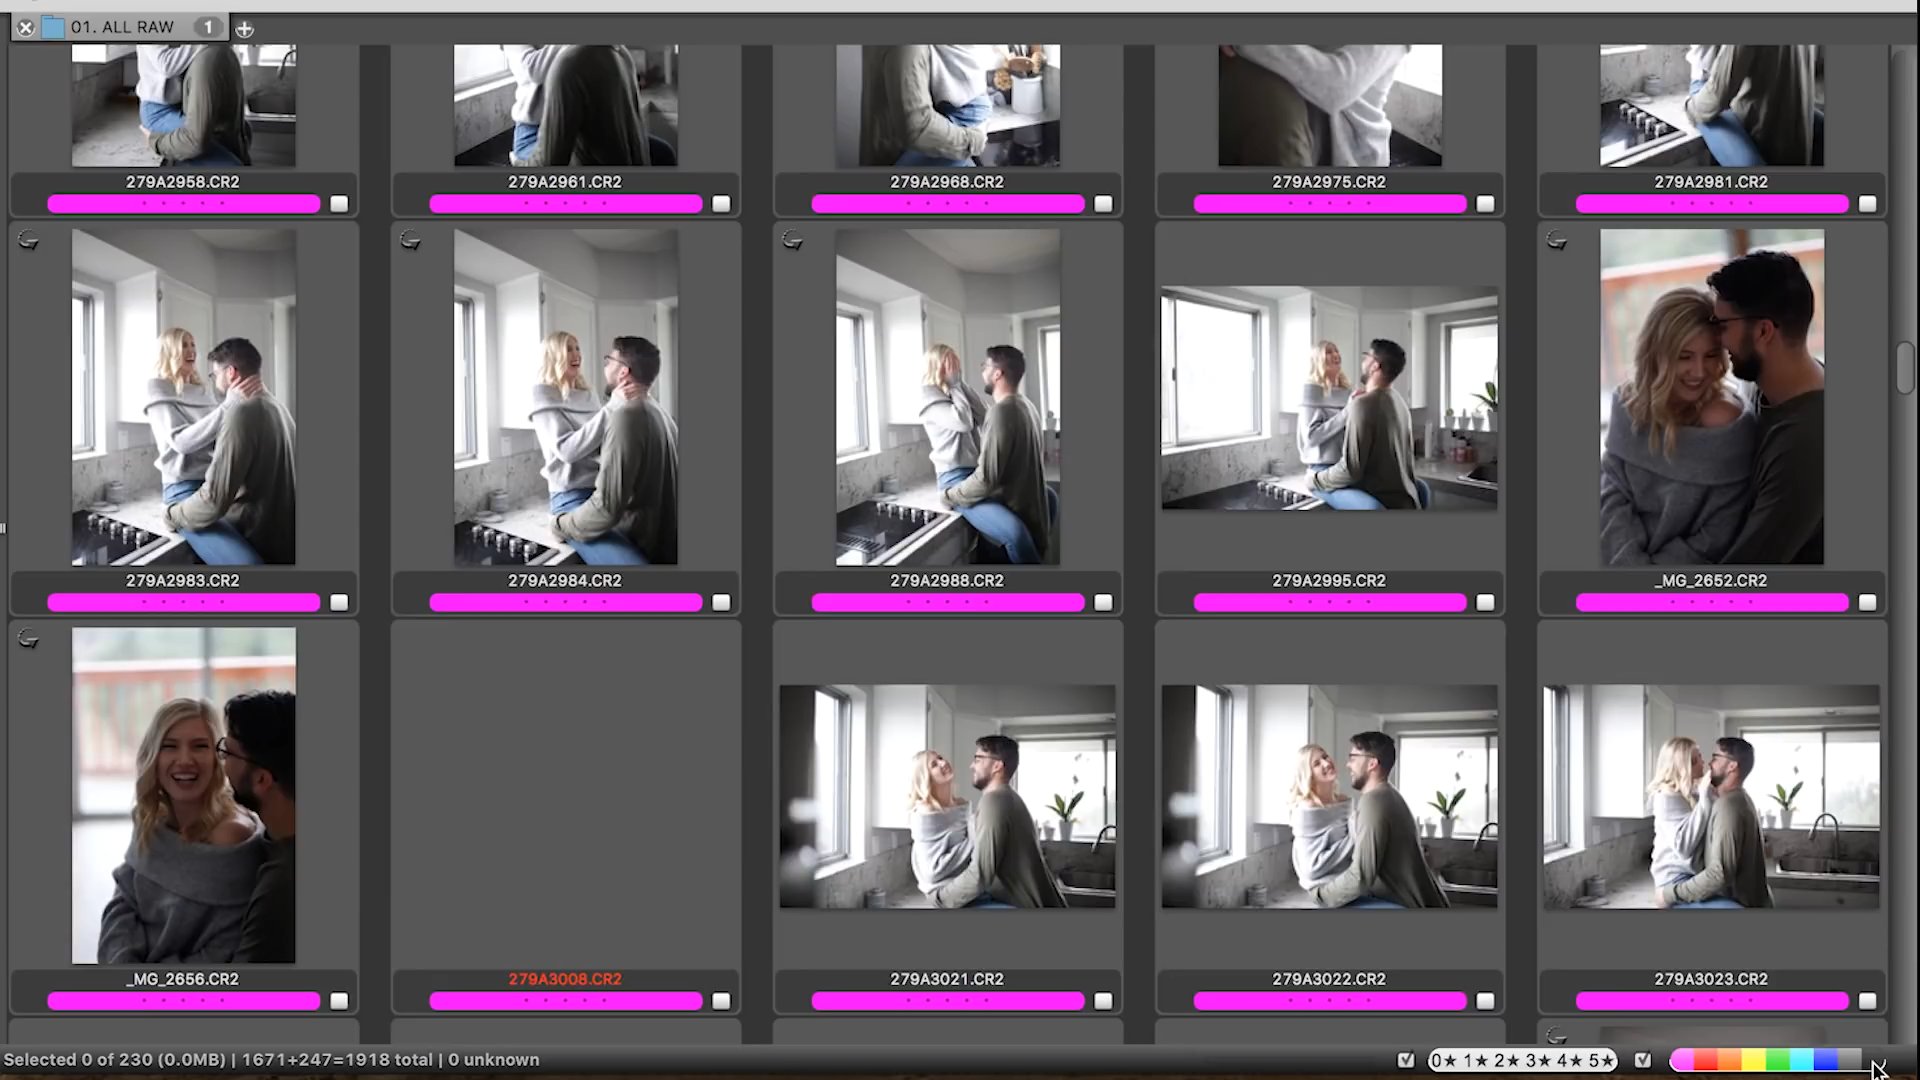 01. ALL RAW 1
279A2958.CR2 279A2961.CR2 279A2968.CR2 279A2975.CR2 279A2981.CR2
279A2983.CR2 279A2984.CR2 279A2988.CR2 279A2995.CR2 _MG_2652.CR2
_MG_2656.CR2 279A3008.CR2 279A3021.CR2 279A3022.CR2 279A3023.CR2
Selected 0 of 230 (0.0MB) | 1671+247=1918 total | 0 unknown 0★ 1★ 2★ 3★ 4★ 5★